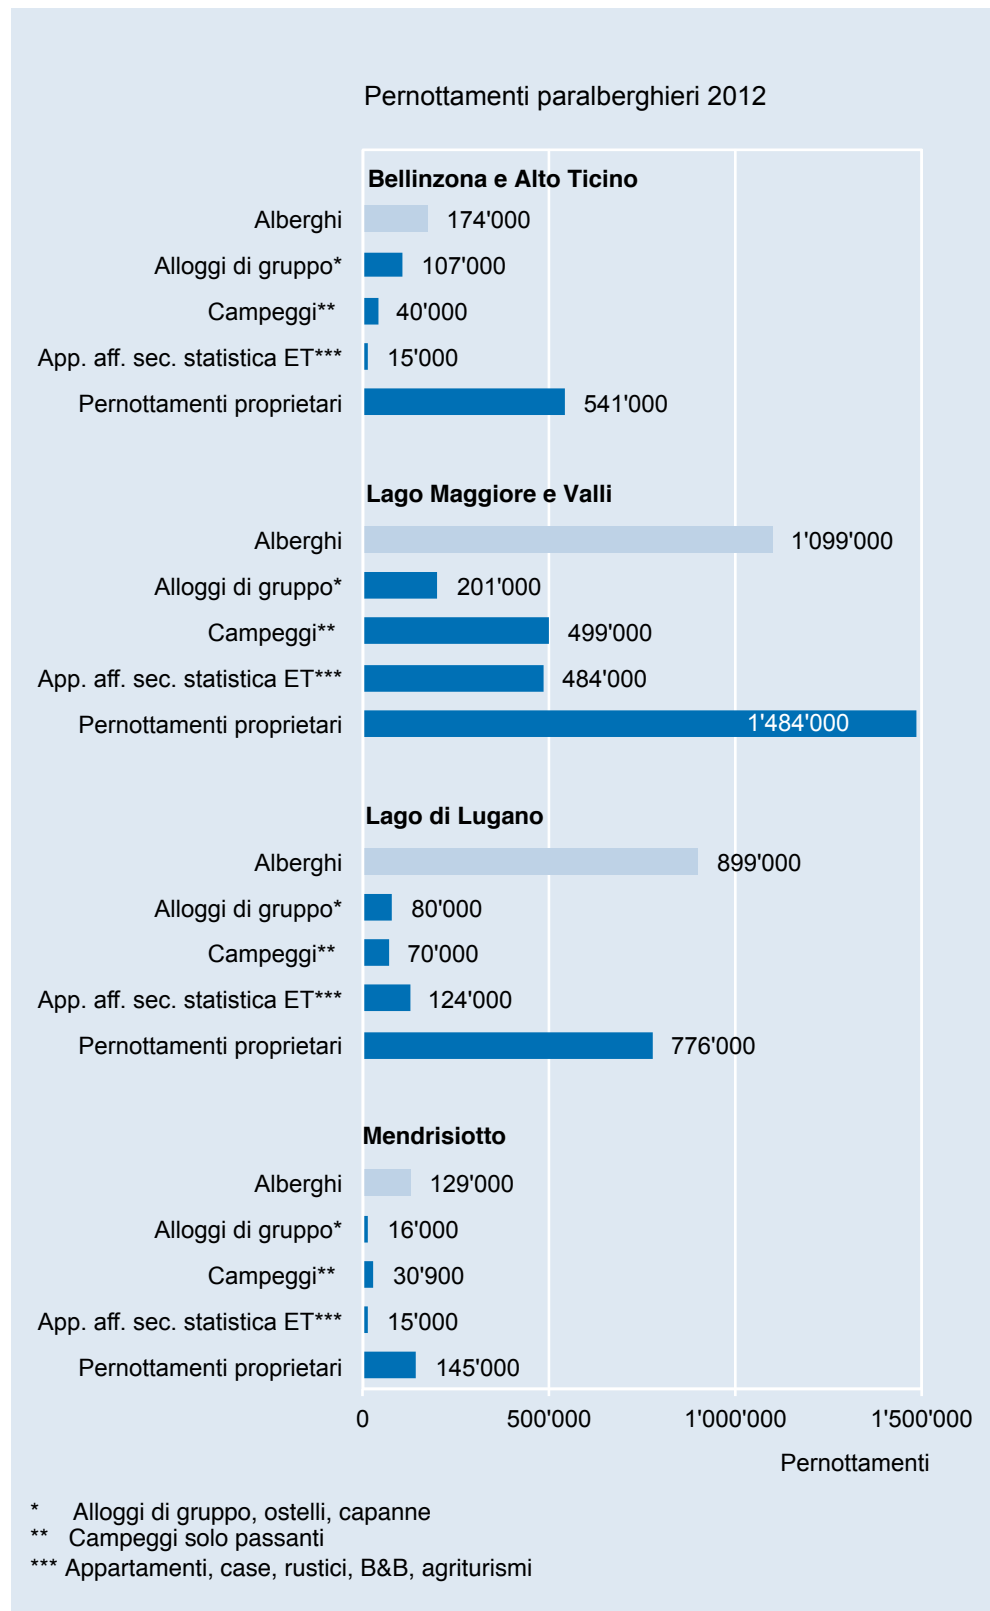 Pernottamenti paralberghieri 2012
Bellinzona e Alto Ticino
Alberghi 174'000
Alloggi di gruppo* 107'000
Campeggi** 40'000
App. aff. sec. statistica ET*** 15'000
Pernottamenti proprietari 541'000
Lago Maggiore e Valli
Alberghi 1'099'000
Alloggi di gruppo* 201'000
Campeggi** 499'000
App. aff. sec. statistica ET*** 484'000
Pernottamenti proprietari 1'484'000
Lago di Lugano
Alberghi 899'000
Alloggi di gruppo* 80'000
Campeggi** 70'000
App. aff. sec. statistica ET*** 124'000
Pernottamenti proprietari 776'000
Mendrisiotto
Alberghi 129'000
Alloggi di gruppo* 16'000
Campeggi** 30'900
App. aff. sec. statistica ET*** 15'000
Pernottamenti proprietari 145'000
0 500'000 1'000'000 1'500'000
Pernottamenti
* Alloggi di gruppo, ostelli, capanne
** Campeggi solo passanti
*** Appartamenti, case, rustici, B&B, agriturismi